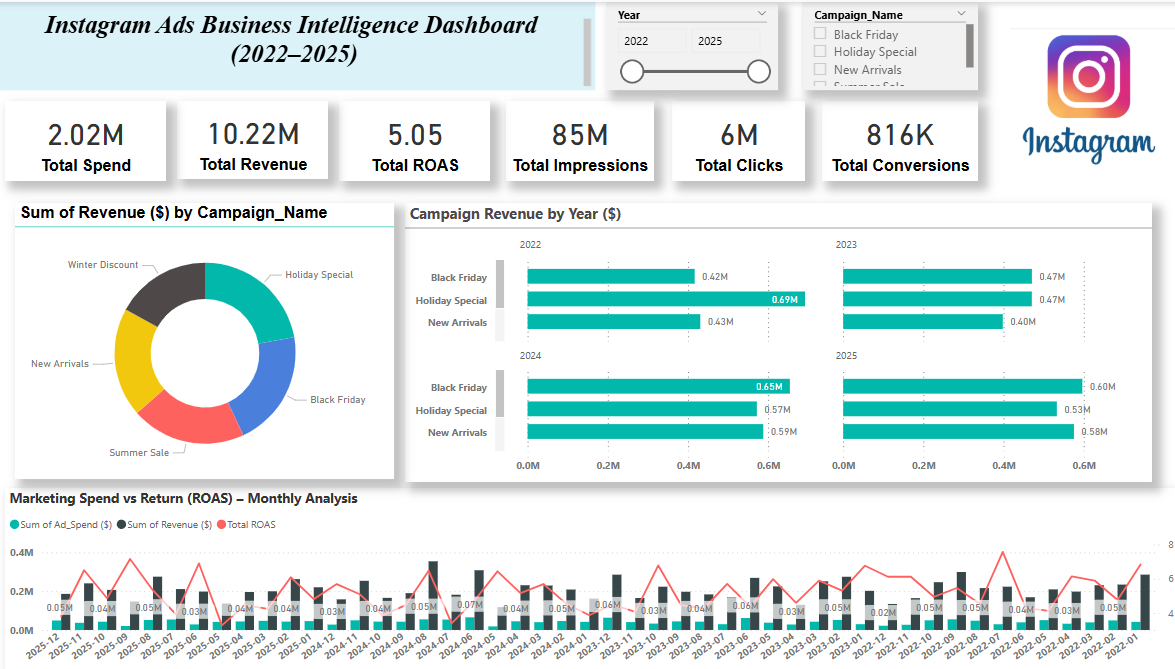 Instagram Ads Business Intelligence Dashboard
(2022–2025)
Year
2022 2025
Campaign_Name
Black Friday
Holiday Special
New Arrivals
Summer Sale
Instagram
2.02M
Total Spend
10.22M
Total Revenue
5.05
Total ROAS
85M
Total Impressions
6M
Total Clicks
816K
Total Conversions
Sum of Revenue ($) by Campaign_Name
Winter Discount
Holiday Special
New Arrivals
Black Friday
Summer Sale
Campaign Revenue by Year ($)
2022 2023
Black Friday 0.42M 0.47M
Holiday Special 0.69M 0.47M
New Arrivals 0.43M 0.40M
2024 2025
Black Friday 0.65M 0.60M
Holiday Special 0.57M 0.53M
New Arrivals 0.59M 0.58M
0.0M 0.2M 0.4M 0.6M 0.0M 0.2M 0.4M 0.6M
Marketing Spend vs Return (ROAS) – Monthly Analysis
Sum of Ad_Spend ($) Sum of Revenue ($) Total ROAS
0.4M 8
0.2M 6
0.05M 0.04M 0.05M 0.03M 0.04M 0.04M 0.03M 0.04M 0.05M 0.07M 0.04M 0.05M 0.06M 0.03M 0.04M 0.06M 0.03M 0.05M 0.02M 0.05M 0.05M 0.04M 0.03M 0.05M 4
0.0M
2025-12 2025-11 2025-10 2025-09 2025-08 2025-07 2025-06 2025-05 2025-04 2025-03 2025-02 2025-01 2024-12 2024-11 2024-10 2024-09 2024-08 2024-07 2024-06 2024-05 2024-04 2024-03 2024-02 2024-01 2023-12 2023-11 2023-10 2023-09 2023-08 2023-07 2023-06 2023-05 2023-04 2023-03 2023-02 2023-01 2022-12 2022-11 2022-10 2022-09 2022-08 2022-07 2022-06 2022-05 2022-04 2022-03 2022-02 2022-01